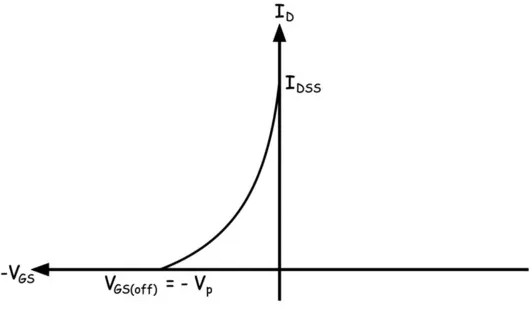 I_D
I_DSS
-V_GS
V_GS(off) = - V_p